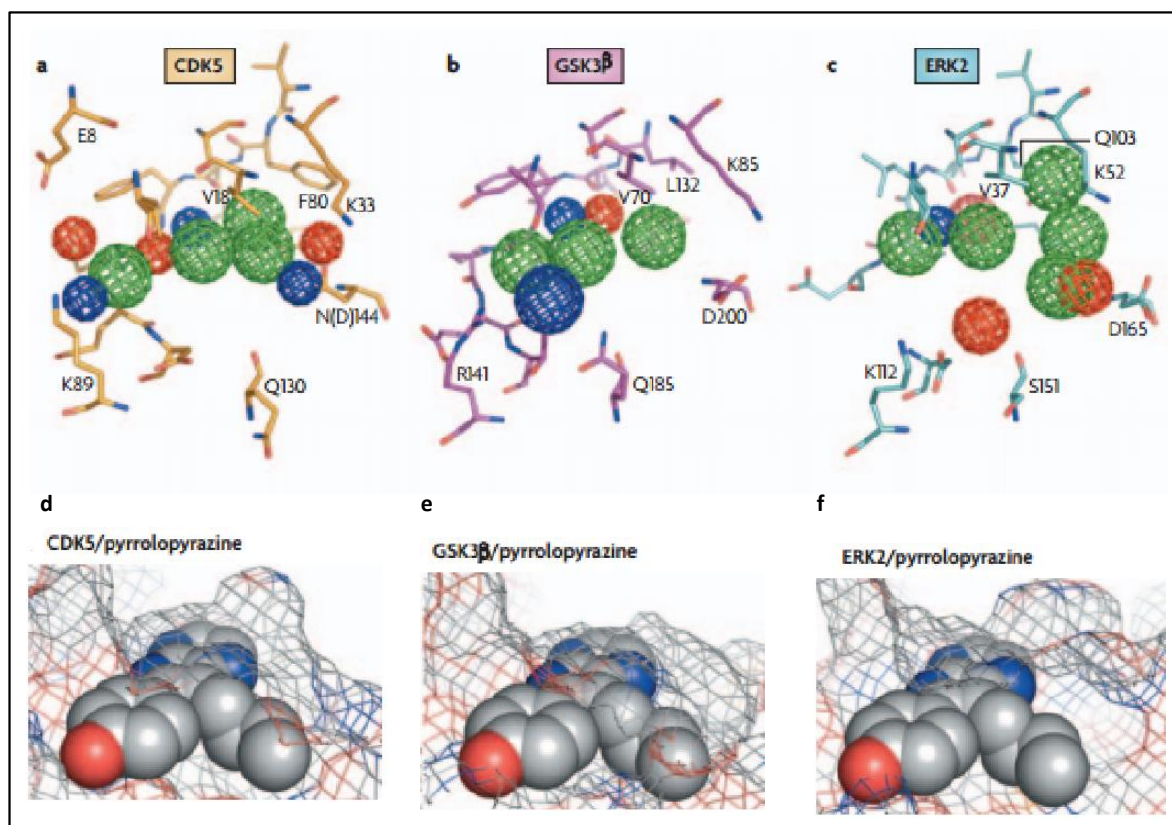 a CDK5
b GSK3β
c ERK2
E8
V18
F80
K33
N(D)144
K89
Q130
V70
L132
K85
D200
R141
Q185
Q103
K52
V37
D165
K112
S151
d
e
f
CDK5/pyrrolopyrazine
GSK3β/pyrrolopyrazine
ERK2/pyrrolopyrazine